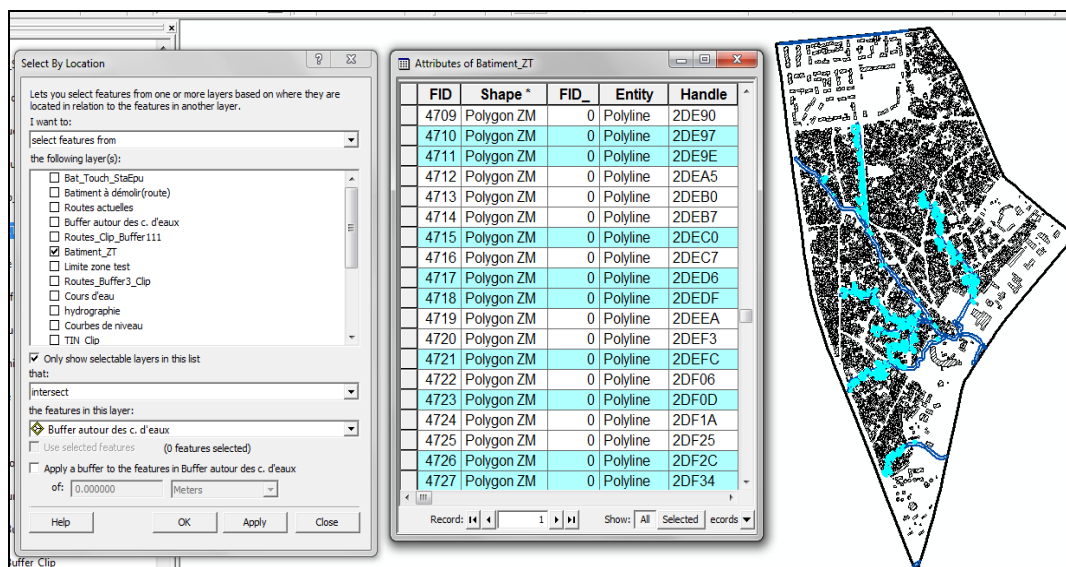 Select By Location
Lets you select features from one or more layers based on where they are
located in relation to the features in another layer.
I want to:
select features from
the following layer(s):
Bat_Touch_StaEpu
Batiment à démolir(route)
Routes actuelles
Buffer autour des c. d'eaux
Routes_Clip_Buffer111
Batiment_ZT
Limite zone test
Routes_Buffer3_Clip
Cours d'eau
hydrographie
Courbes de niveau
TIN_Clip
Only show selectable layers in this list
that:
intersect
the features in this layer:
Buffer autour des c. d'eaux
Use selected features (0 features selected)
Apply a buffer to the features in Buffer autour des c. d'eaux
of: 0.000000 Meters
Help OK Apply Close
Buffer Clip
Attributes of Batiment_ZT
FID Shape * FID_ Entity Handle
4709 Polygon ZM 0 Polyline 2DE90
4710 Polygon ZM 0 Polyline 2DE97
4711 Polygon ZM 0 Polyline 2DE9E
4712 Polygon ZM 0 Polyline 2DEA5
4713 Polygon ZM 0 Polyline 2DEB0
4714 Polygon ZM 0 Polyline 2DEB7
4715 Polygon ZM 0 Polyline 2DEC0
4716 Polygon ZM 0 Polyline 2DEC7
4717 Polygon ZM 0 Polyline 2DED6
4718 Polygon ZM 0 Polyline 2DEDF
4719 Polygon ZM 0 Polyline 2DEEA
4720 Polygon ZM 0 Polyline 2DEF3
4721 Polygon ZM 0 Polyline 2DEFC
4722 Polygon ZM 0 Polyline 2DF06
4723 Polygon ZM 0 Polyline 2DF0D
4724 Polygon ZM 0 Polyline 2DF1A
4725 Polygon ZM 0 Polyline 2DF25
4726 Polygon ZM 0 Polyline 2DF2C
4727 Polygon ZM 0 Polyline 2DF34
Record: 1 Show: All Selected ecords